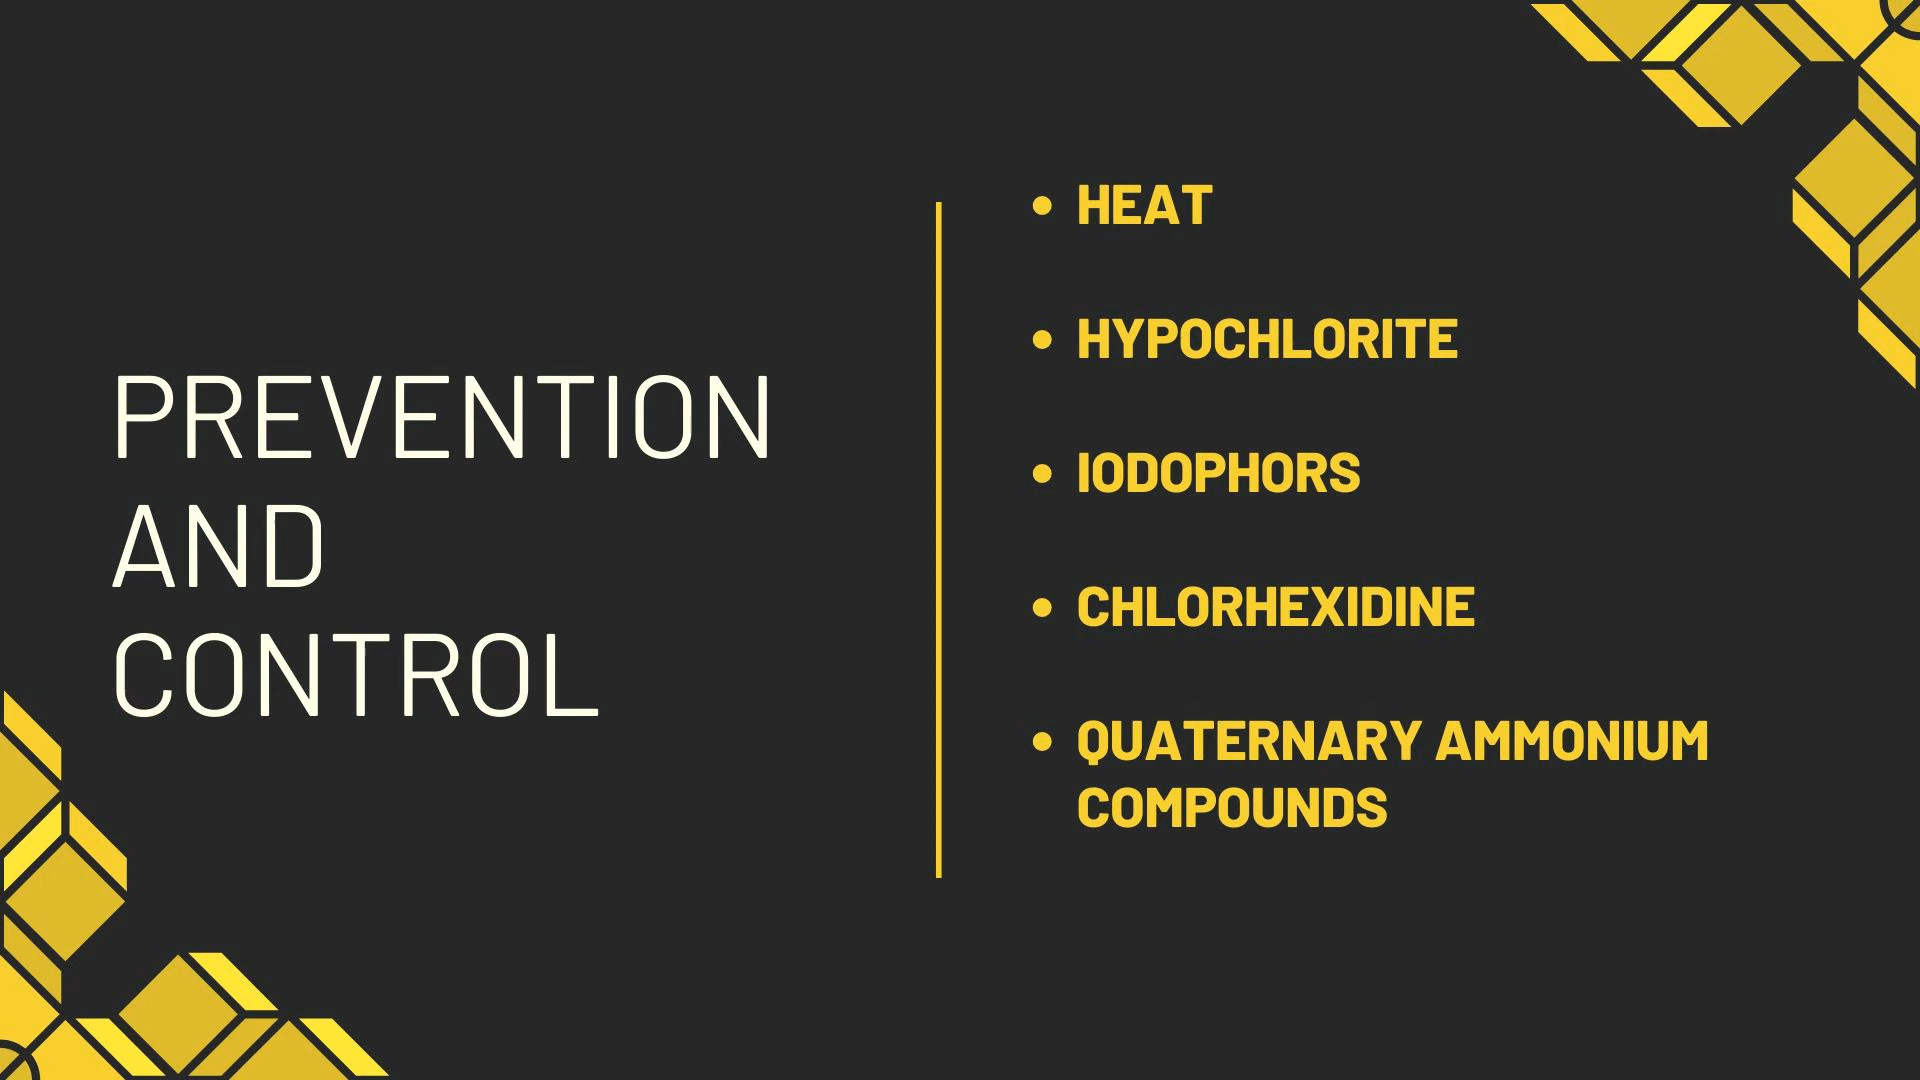 PREVENTION
AND
CONTROL
• HEAT
• HYPOCHLORITE
• IODOPHORS
• CHLORHEXIDINE
• QUATERNARY AMMONIUM
COMPOUNDS